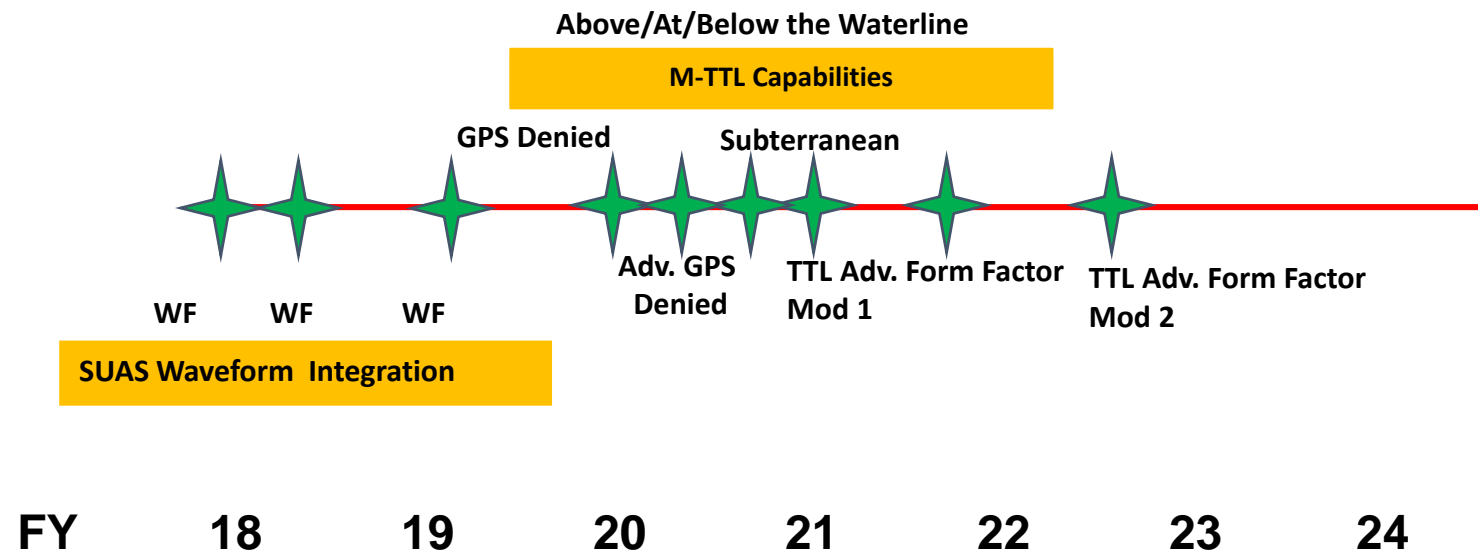 Above/At/Below the Waterline
M-TTL Capabilities
GPS Denied
Subterranean
Adv. GPS
Denied
TTL Adv. Form Factor
Mod 1
TTL Adv. Form Factor
Mod 2
WF WF WF
SUAS Waveform Integration
FY 18 19 20 21 22 23 24